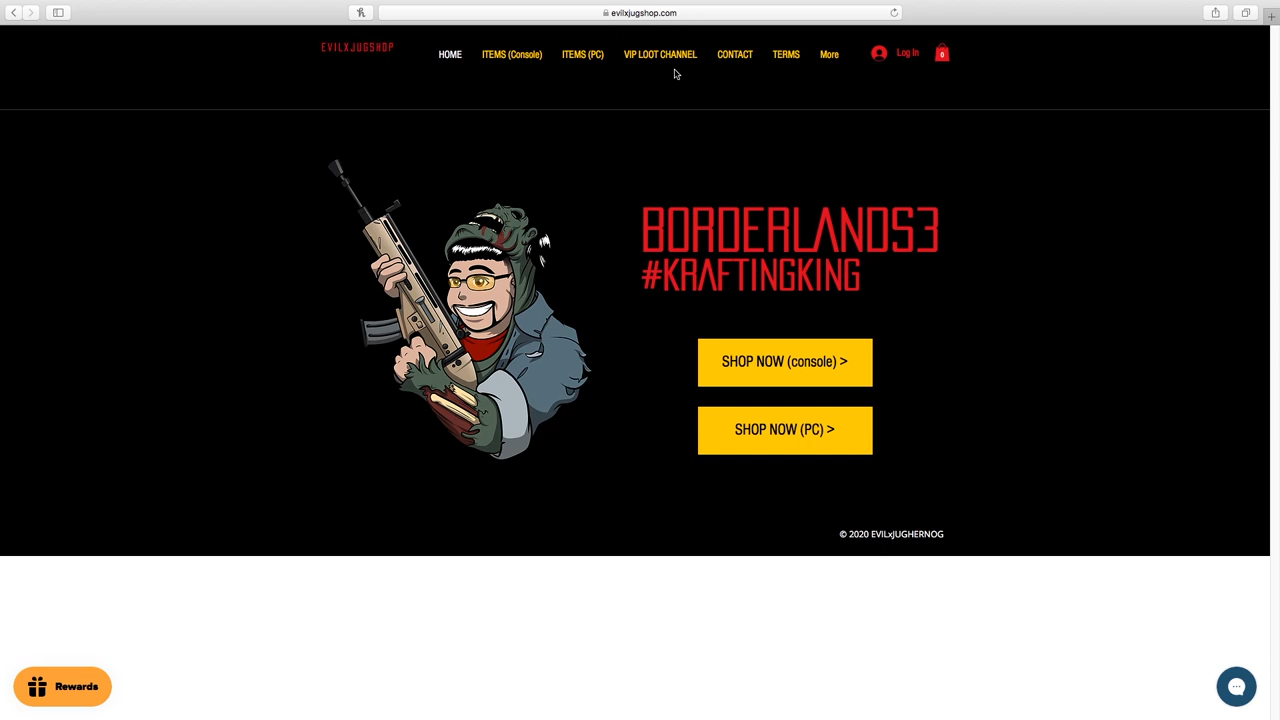 evilxjugshop.com
EVILXJUGSHOP
HOME
ITEMS (Console)
ITEMS (PC)
VIP LOOT CHANNEL
CONTACT
TERMS
More
Log In
0
BORDERLANDS3
#KRAFTINGKING
SHOP NOW (console) >
SHOP NOW (PC) >
© 2020 EVILxJUGHERNOG
Rewards